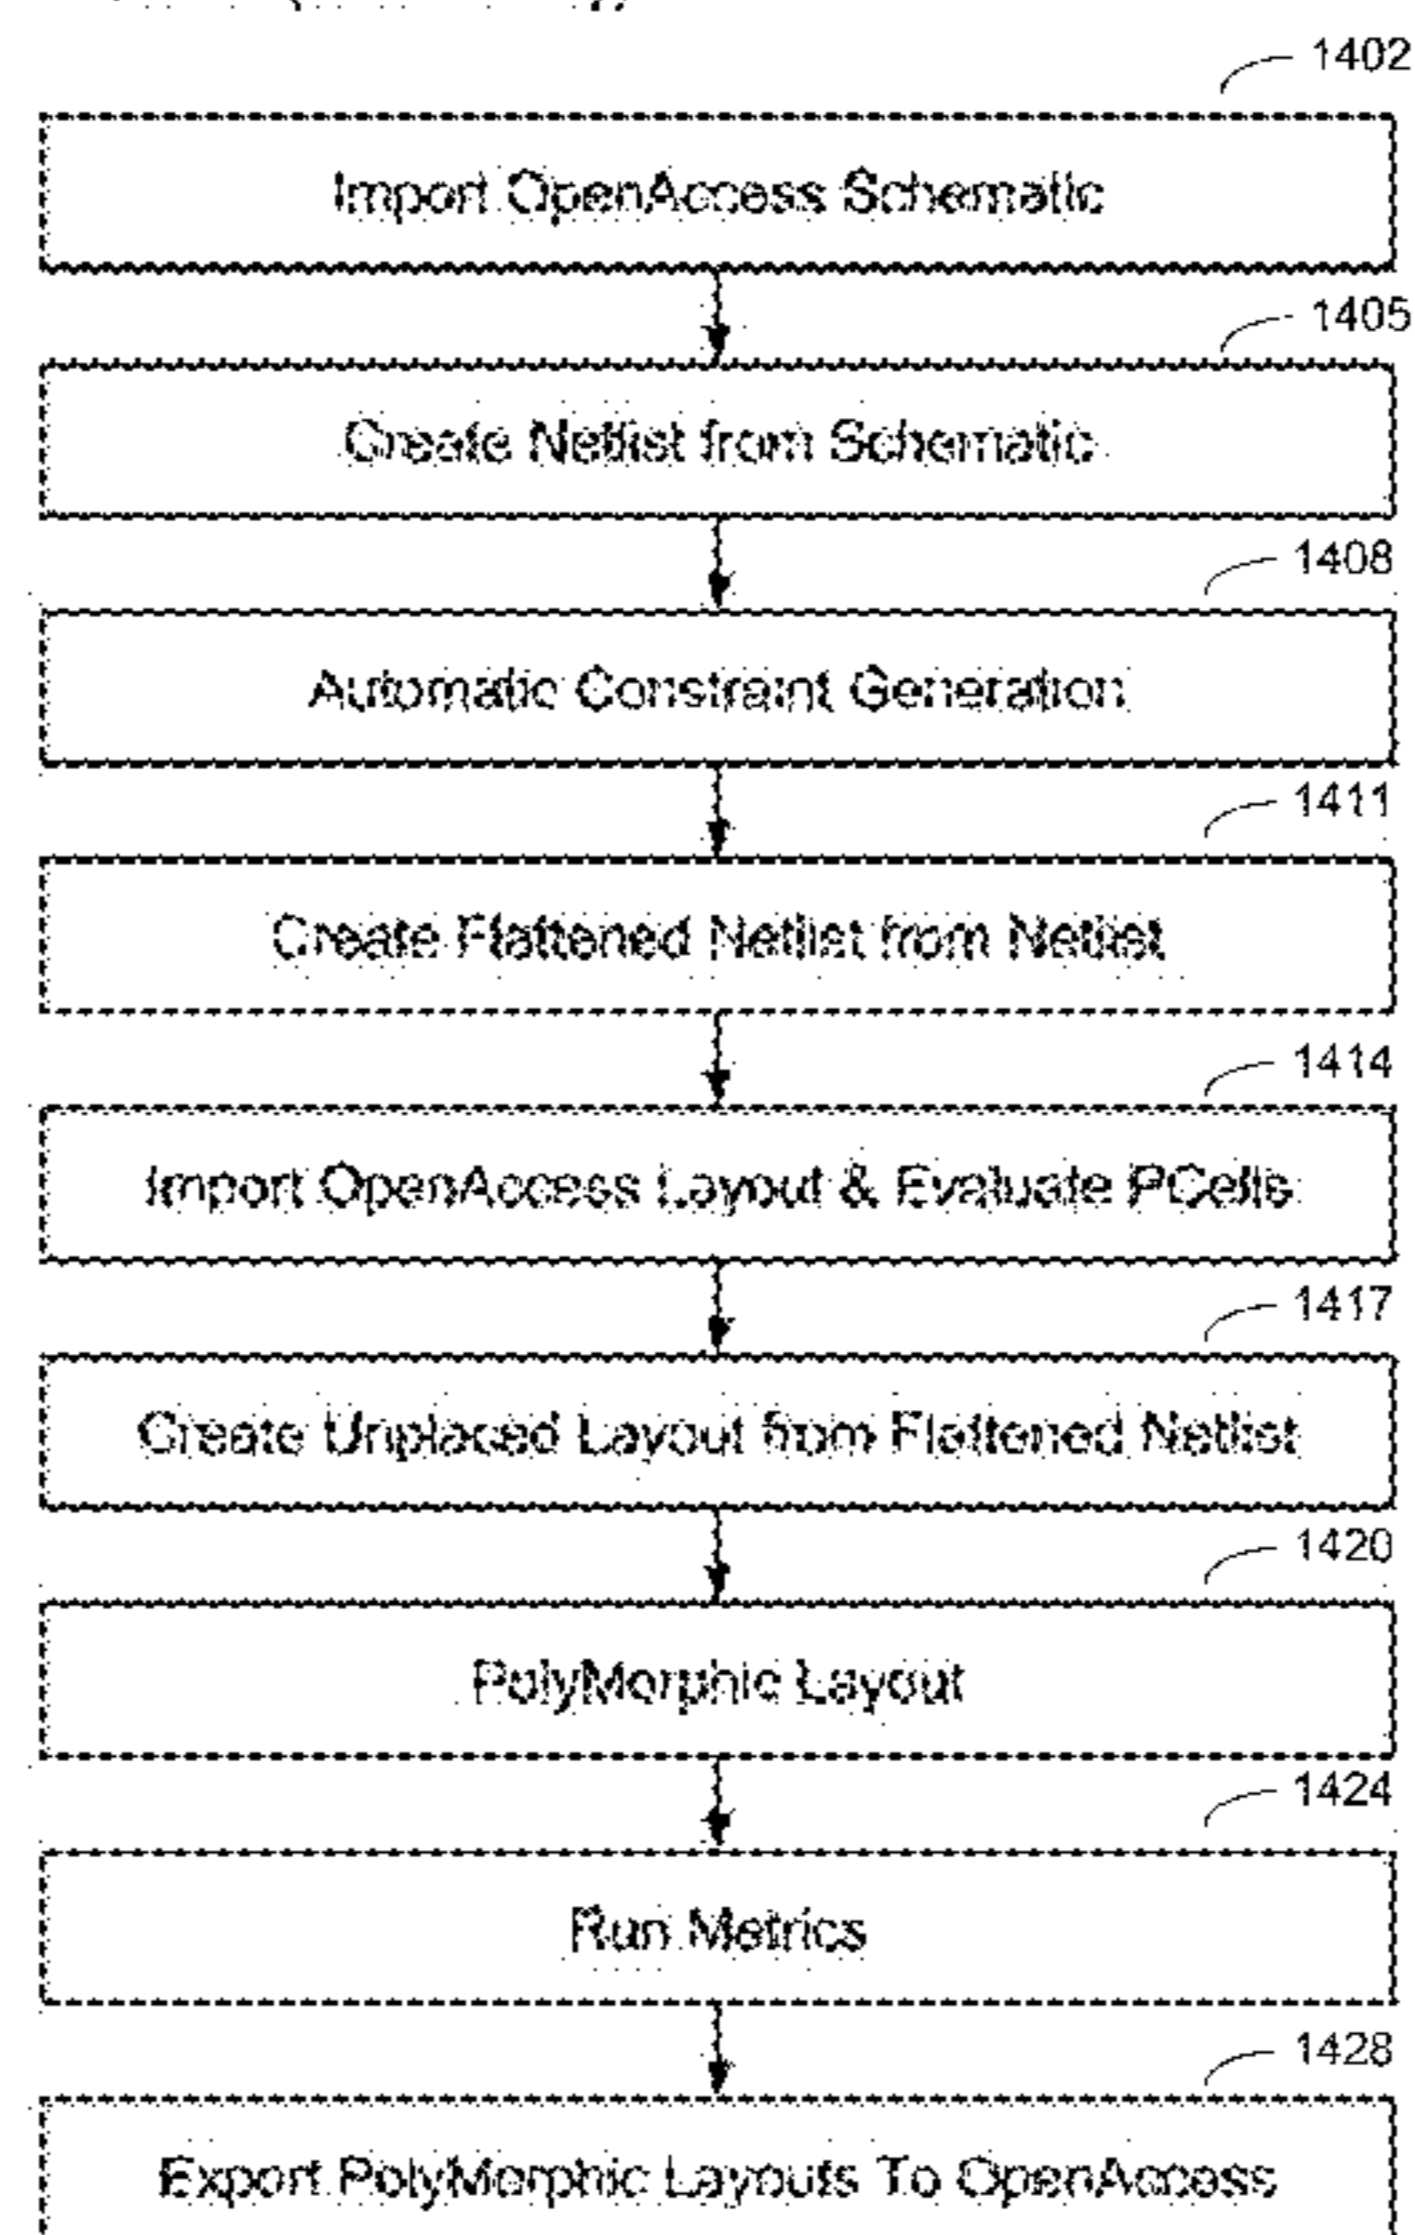 1402
Import OpenAccess Schematic
1405
Create Netlist from Schematic
1408
Automatic Constraint Generation
1411
Create Flattened Netlist from Netlist
1414
Import OpenAccess Layout & Evaluate PCells
1417
Create Unplaced Layout from Flattened Netlist
1420
PolyMorphic Layout
1424
Run Metrics
1428
Export PolyMorphic Layouts To OpenAccess